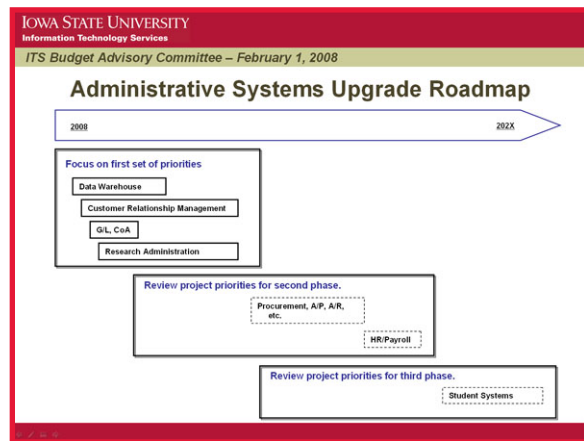 IOWA STATE UNIVERSITY
Information Technology Services
ITS Budget Advisory Committee – February 1, 2008
Administrative Systems Upgrade Roadmap
2008
202X
Focus on first set of priorities
Data Warehouse
Customer Relationship Management
G/L, CoA
Research Administration
Review project priorities for second phase.
Procurement, A/P, A/R,
etc.
HR/Payroll
Review project priorities for third phase.
Student Systems